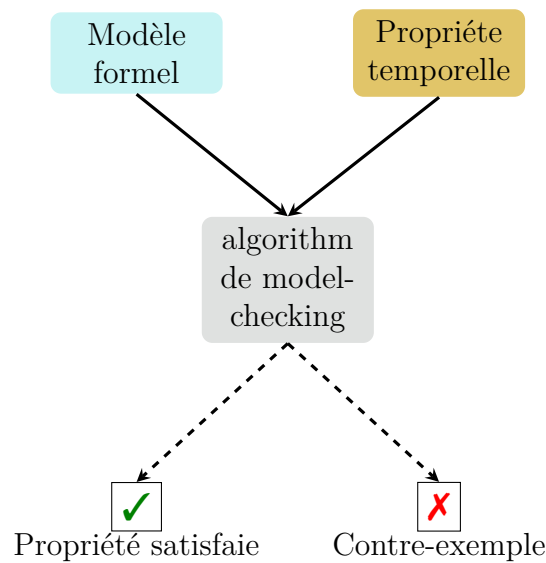 Modèle
formel
Propriéte
temporelle
algorithm
de model-
checking
✓
✗
Propriété satisfaie
Contre-exemple